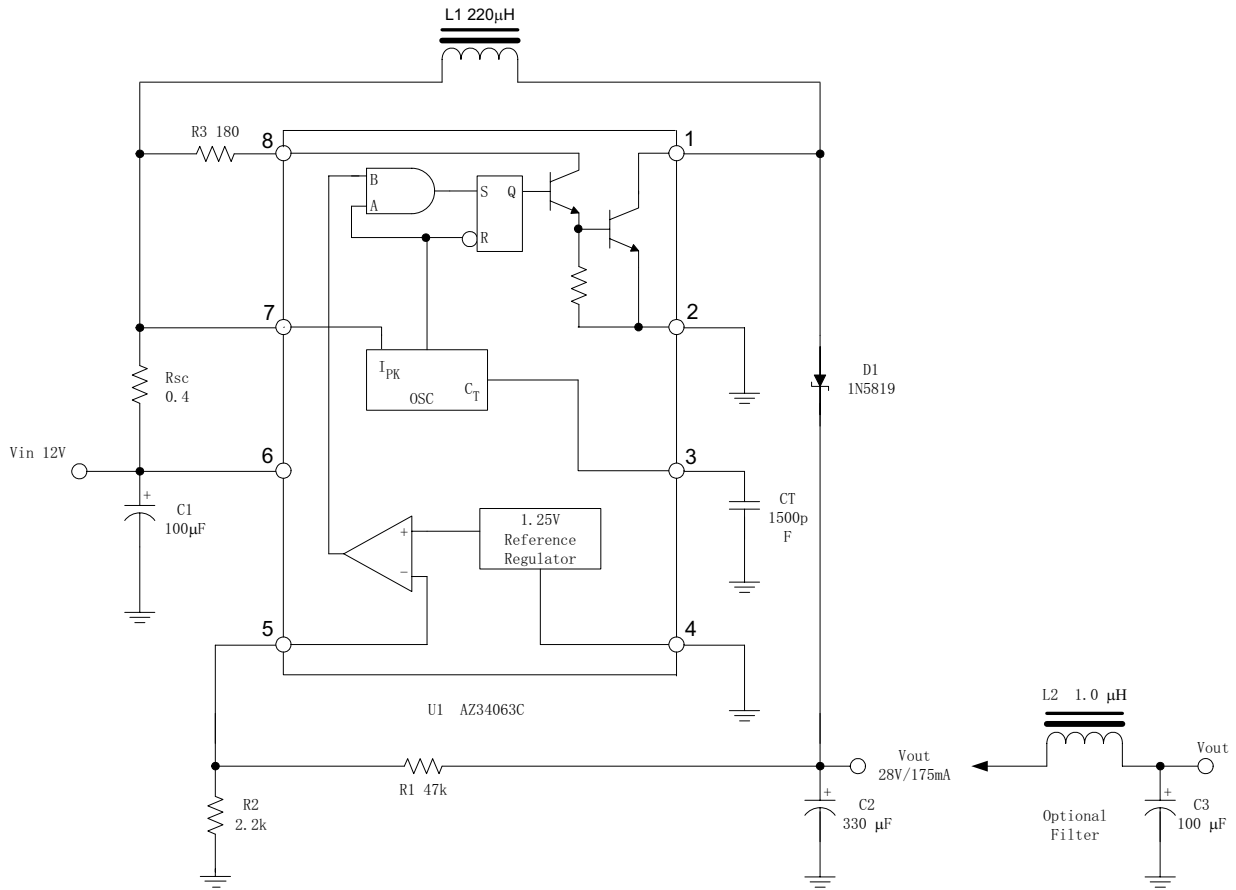 L1 220μH
R3 180
8
1
B
A
S
Q
R
7
2
Rsc
0.4
I_PK
C_T
OSC
D1
1N5819
Vin 12V
6
3
C1
100μF
CT
1500p
F
1.25V
Reference
Regulator
+
+
−
5
4
U1 AZ34063C
L2 1.0 μH
Vout
28V/175mA
Vout
R1 47k
R2
2.2k
+
C2
330 μF
Optional
Filter
+
C3
100 μF